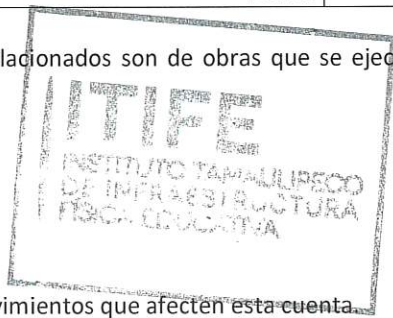 lacionados son de obras que se ejec
ITIFE
INSTITUTO TAMAULIPECO
DE INFRAESTRUCTURA
FÍSICA EDUCATIVA
vimientos que afecten esta cuenta